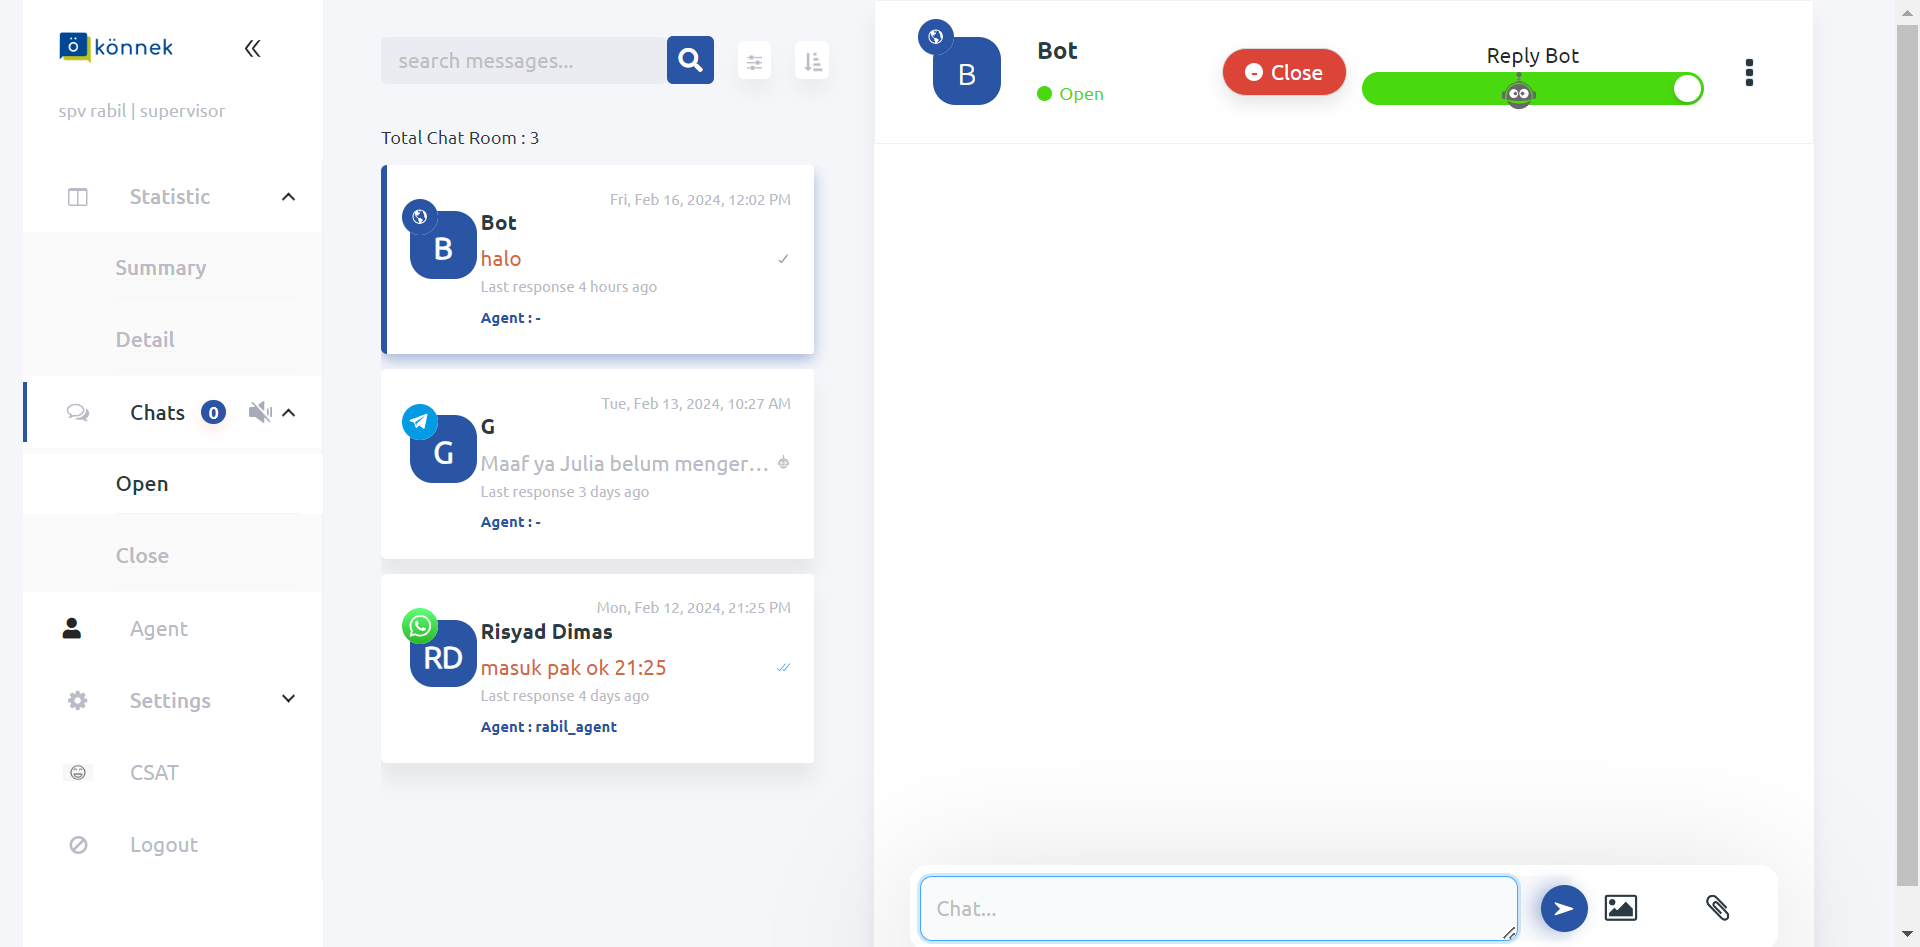 ö könnek
spv rabil | supervisor
Statistic
Summary
Detail
Chats 0
Open
Close
Agent
Settings
CSAT
Logout
search messages...
Total Chat Room : 3
Fri, Feb 16, 2024, 12:02 PM
B
Bot
halo
Last response 4 hours ago
Agent : -
Tue, Feb 13, 2024, 10:27 AM
G
G
Maaf ya Julia belum menger...
Last response 3 days ago
Agent : -
Mon, Feb 12, 2024, 21:25 PM
RD
Risyad Dimas
masuk pak ok 21:25
Last response 4 days ago
Agent : rabil_agent
B
Bot
Open
Close
Reply Bot
Chat...